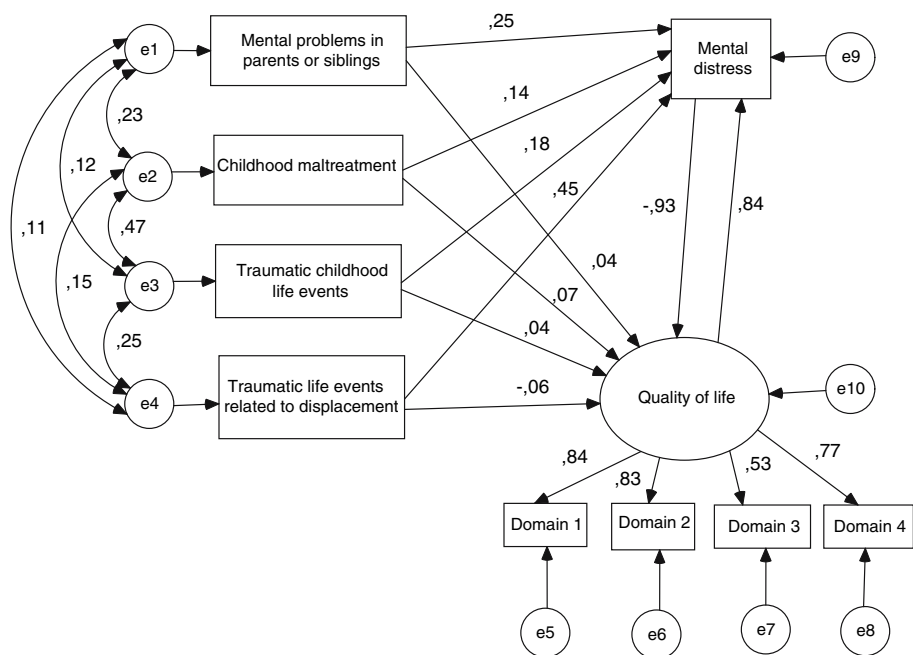 ,25
e1
Mental problems in
parents or siblings
Mental
distress
e9
,23
,14
,12
,18
e2
Childhood maltreatment
,45
,11
,47
-,93
,84
,15
e3
Traumatic childhood
life events
,04
,07
,25
,04
e4
Traumatic life events
related to displacement
-,06
Quality of life
e10
,84
,83
,53
,77
Domain 1
Domain 2
Domain 3
Domain 4
e5
e6
e7
e8